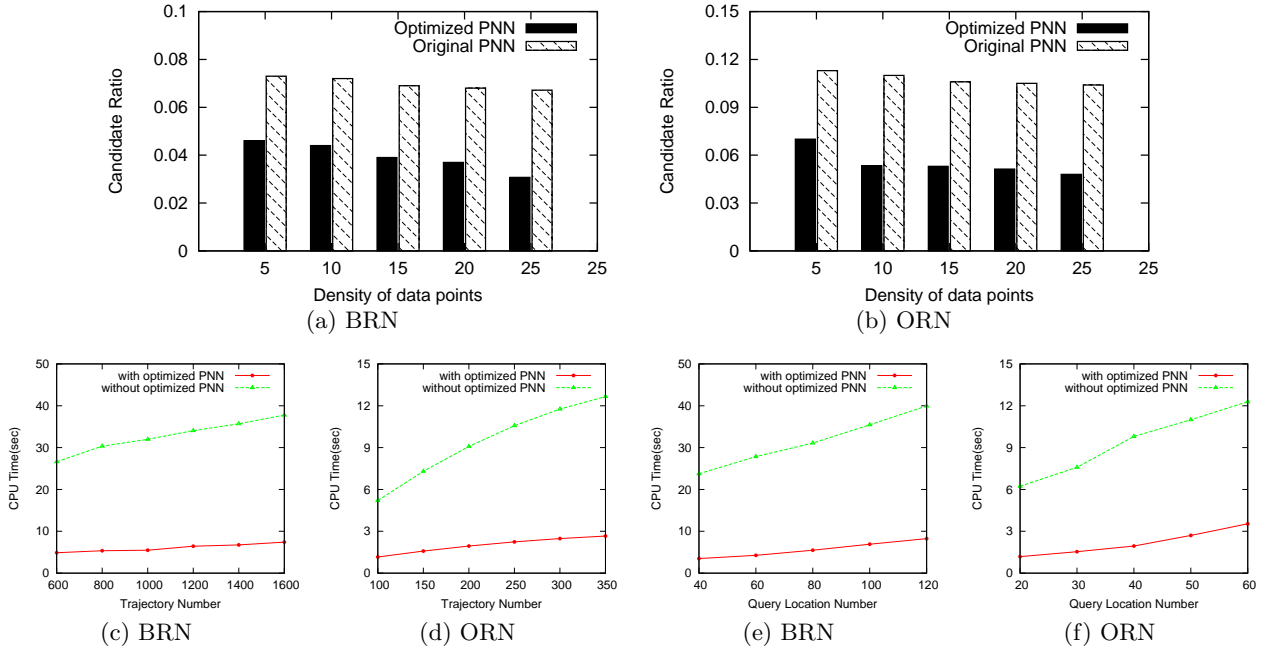 0.1
0.08
0.06
0.04
0.02
0
Candidate Ratio
Optimized PNN
Original PNN
5 10 15 20 25 25
Density of data points
(a) BRN
0.15
0.12
0.09
0.06
0.03
0
Candidate Ratio
Optimized PNN
Original PNN
5 10 15 20 25 25
Density of data points
(b) ORN
50
40
30
20
10
0
CPU Time(sec)
with optimized PNN
without optimized PNN
600 800 1000 1200 1400 1600
Trajectory Number
(c) BRN
15
12
9
6
3
0
CPU Time(sec)
with optimized PNN
without optimized PNN
100 150 200 250 300 350
Trajectory Number
(d) ORN
50
40
30
20
10
0
CPU Time(sec)
with optimized PNN
without optimized PNN
40 60 80 100 120
Query Location Number
(e) BRN
15
12
9
6
3
0
CPU Time(sec)
with optimized PNN
without optimized PNN
20 30 40 50 60
Query Location Number
(f) ORN